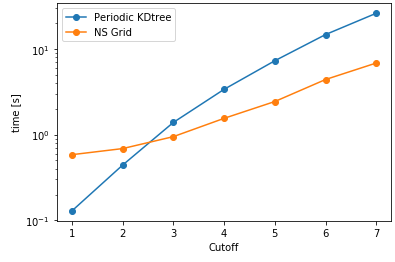 Periodic KDtree
NS Grid
10¹
10⁰
10⁻¹
time [s]
1 2 3 4 5 6 7
Cutoff